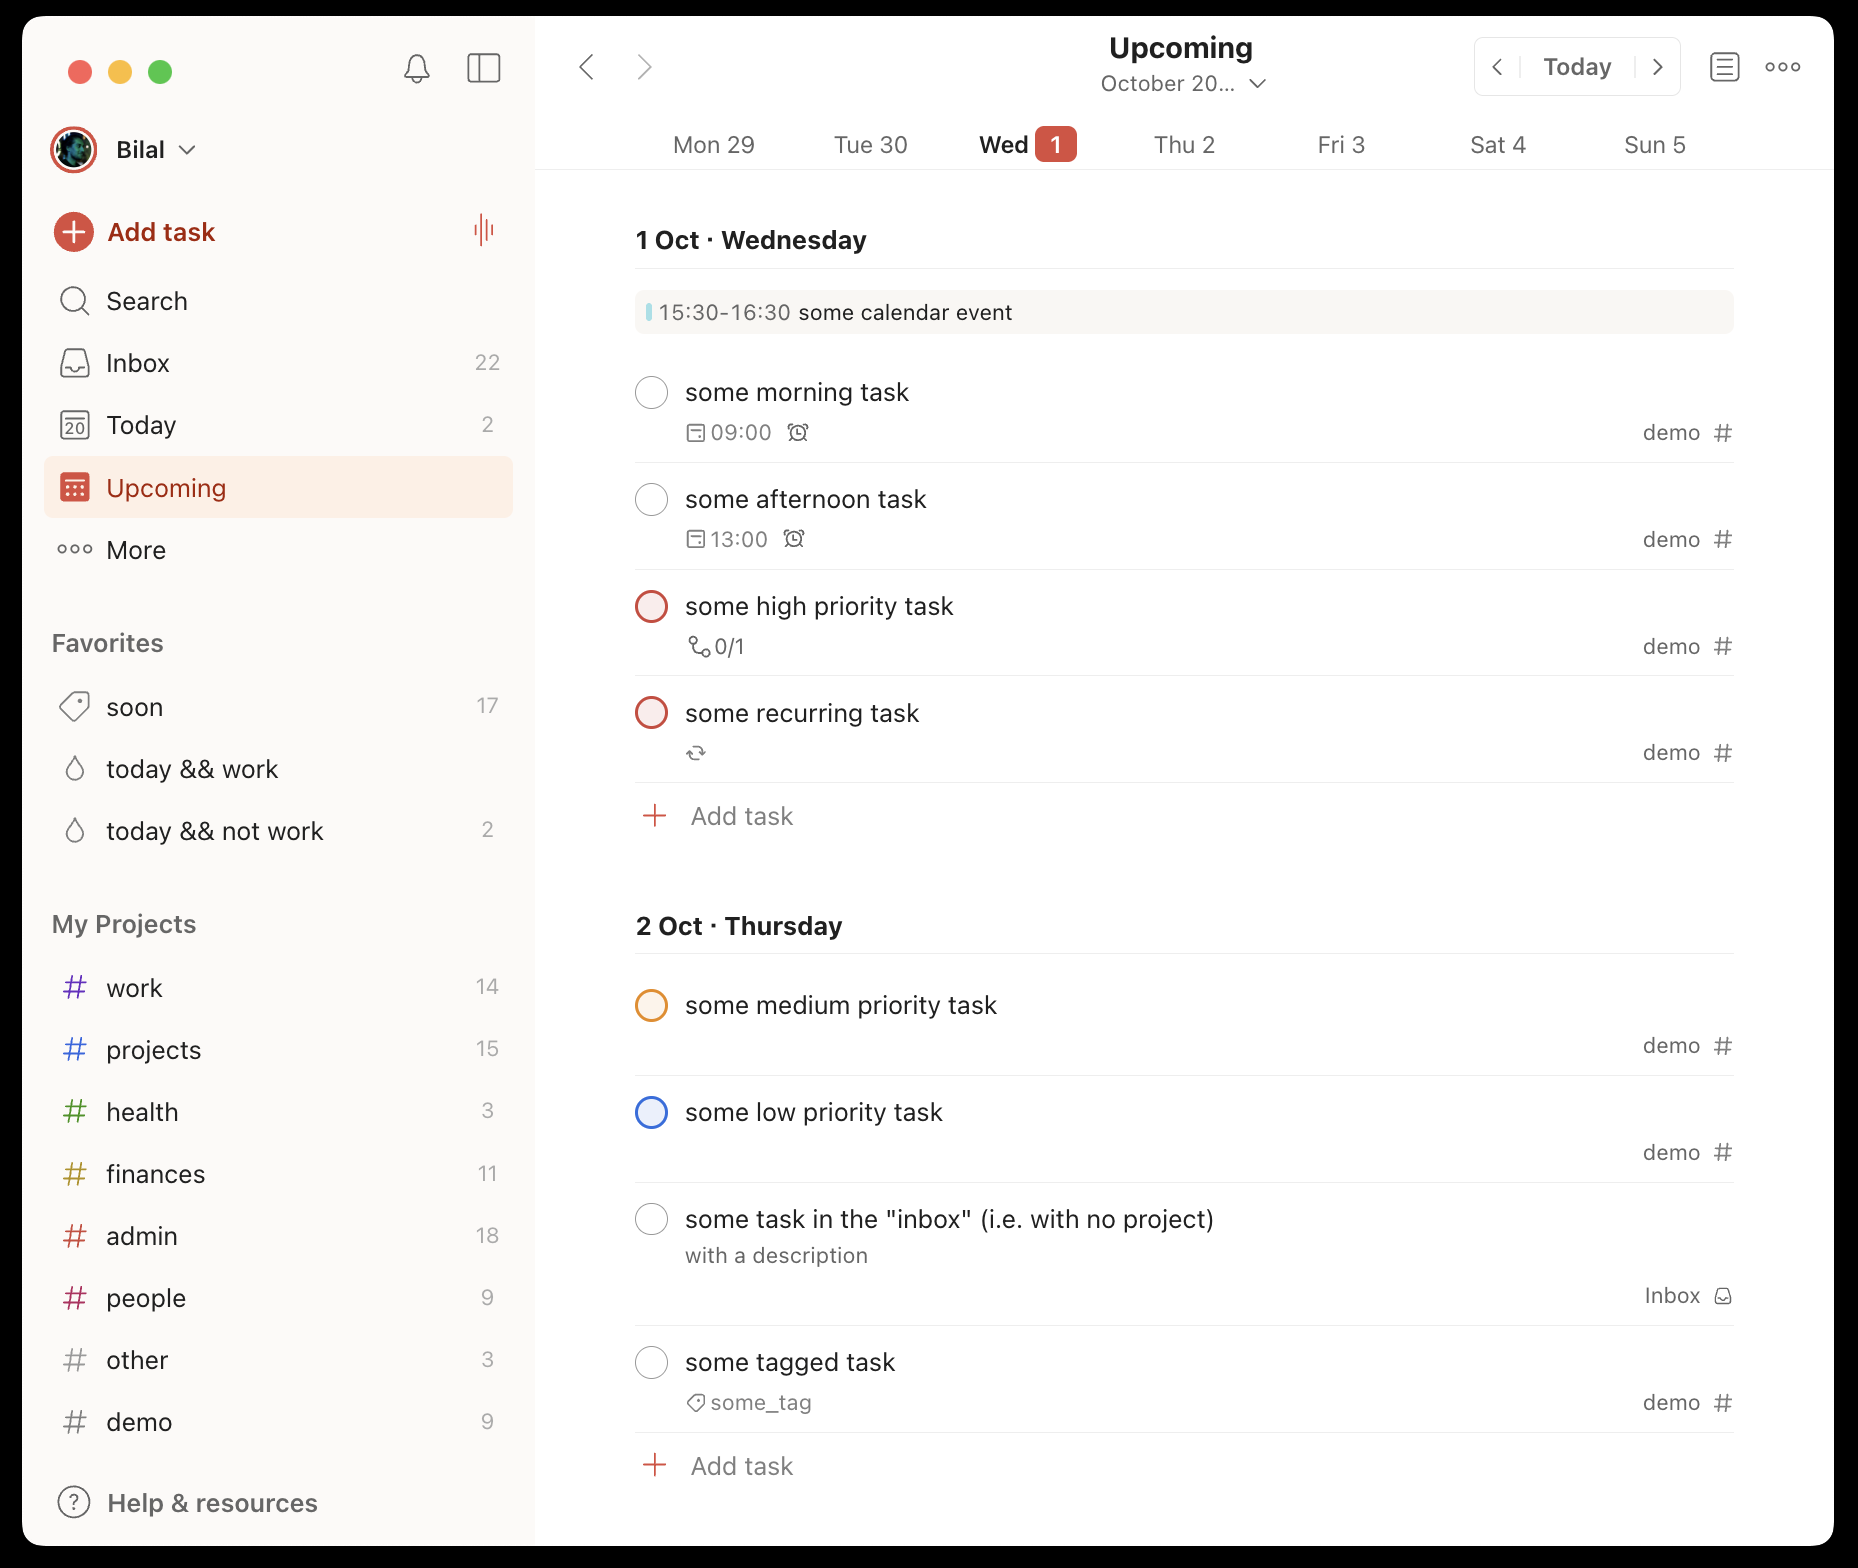 Bilal
Add task
Search
Inbox 22
20 Today 2
Upcoming
More
Favorites
soon 17
today && work
today && not work 2
My Projects
# work 14
# projects 15
# health 3
# finances 11
# admin 18
# people 9
# other 3
# demo 9
? Help & resources
Upcoming
October 20...
Today
Mon 29 Tue 30 Wed 1 Thu 2 Fri 3 Sat 4 Sun 5
1 Oct · Wednesday
15:30-16:30 some calendar event
some morning task
09:00 demo #
some afternoon task
13:00 demo #
some high priority task
0/1 demo #
some recurring task
demo #
Add task
2 Oct · Thursday
some medium priority task
demo #
some low priority task
demo #
some task in the "inbox" (i.e. with no project)
with a description
Inbox
some tagged task
some_tag demo #
Add task